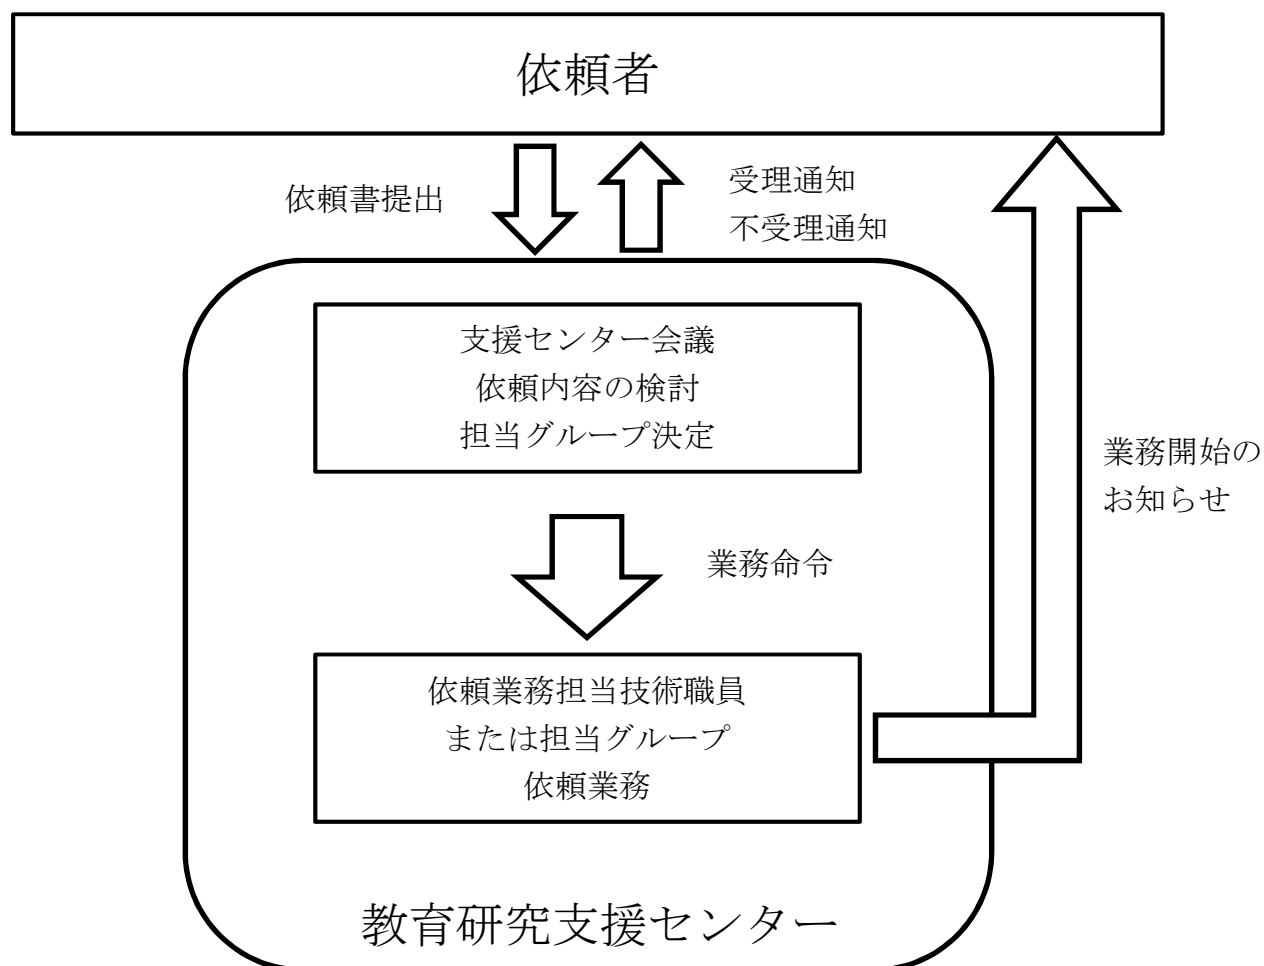 依頼者
依頼書提出
受理通知
不受理通知
支援センター会議
依頼内容の検討
担当グループ決定
業務開始の
お知らせ
業務命令
依頼業務担当技術職員
または担当グループ
依頼業務
教育研究支援センター